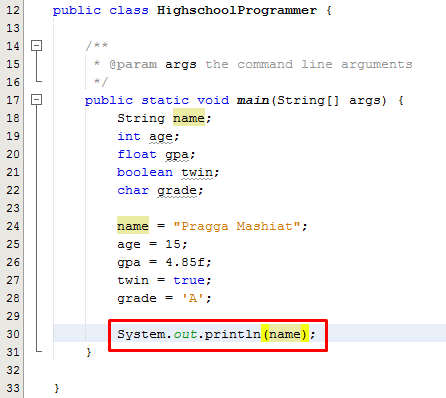 12 public class HighschoolProgrammer {
13
14 /**
15 * @param args the command line arguments
16 */
17 public static void main(String[] args) {
18 String name;
19 int age;
20 float gpa;
21 boolean twin;
22 char grade;
23
24 name = "Pragga Mashiat";
25 age = 15;
26 gpa = 4.85f;
27 twin = true;
28 grade = 'A';
29
30 System.out.println(name);
31 }
32
33 }